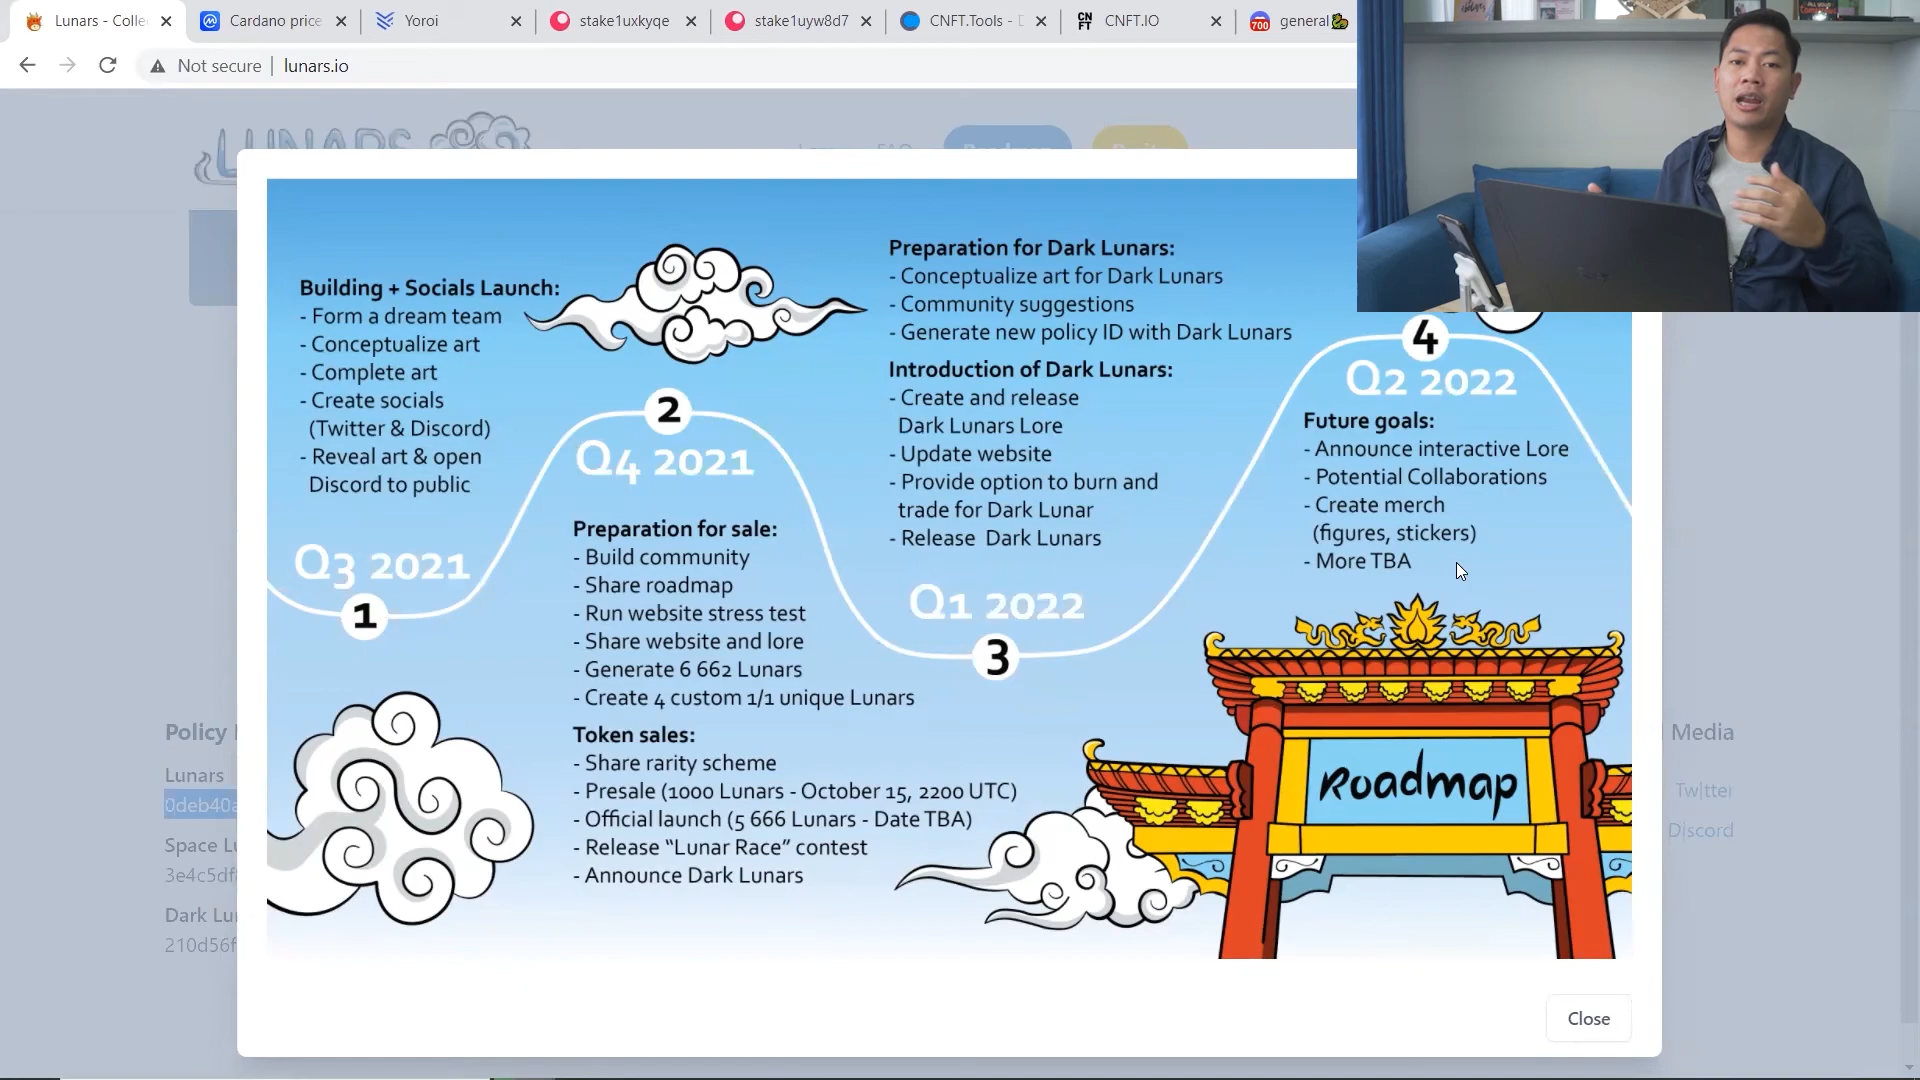 Lunars - Colle
Cardano price
Yoroi
stake1uxkyqe
stake1uyw8d7
CNFT.Tools - D
CNFT.IO
general
Not secure | lunars.io
LUNARS
FAQ
Roadmap
Building + Socials Launch:
- Form a dream team
- Conceptualize art
- Complete art
- Create socials
(Twitter & Discord)
- Reveal art & open
Discord to public
Q3 2021
1
2
Q4 2021
Preparation for sale:
- Build community
- Share roadmap
- Run website stress test
- Share website and lore
- Generate 6 662 Lunars
- Create 4 custom 1/1 unique Lunars
Token sales:
- Share rarity scheme
- Presale (1000 Lunars - October 15, 2200 UTC)
- Official launch (5 666 Lunars - Date TBA)
- Release “Lunar Race” contest
- Announce Dark Lunars
Preparation for Dark Lunars:
- Conceptualize art for Dark Lunars
- Community suggestions
- Generate new policy ID with Dark Lunars
Introduction of Dark Lunars:
- Create and release
Dark Lunars Lore
- Update website
- Provide option to burn and
trade for Dark Lunar
- Release Dark Lunars
Q1 2022
3
4
Q2 2022
Future goals:
- Announce interactive Lore
- Potential Collaborations
- Create merch
(figures, stickers)
- More TBA
Roadmap
Policy
Lunars
0deb40a
Space Lu
3e4c5df
Dark Lu
210d56f
Media
Twitter
Discord
Close